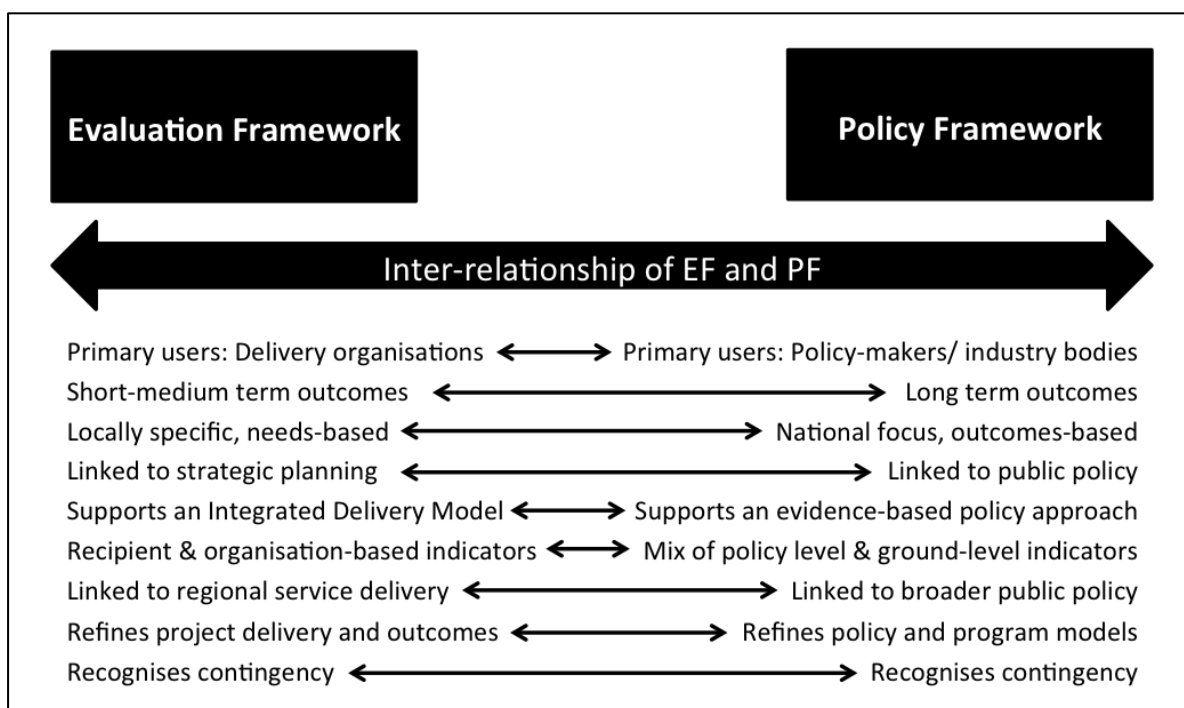 Evaluation Framework
Policy Framework
Inter-relationship of EF and PF
Primary users: Delivery organisations Primary users: Policy-makers/ industry bodies
Short-medium term outcomes Long term outcomes
Locally specific, needs-based National focus, outcomes-based
Linked to strategic planning Linked to public policy
Supports an Integrated Delivery Model Supports an evidence-based policy approach
Recipient & organisation-based indicators Mix of policy level & ground-level indicators
Linked to regional service delivery Linked to broader public policy
Refines project delivery and outcomes Refines policy and program models
Recognises contingency Recognises contingency